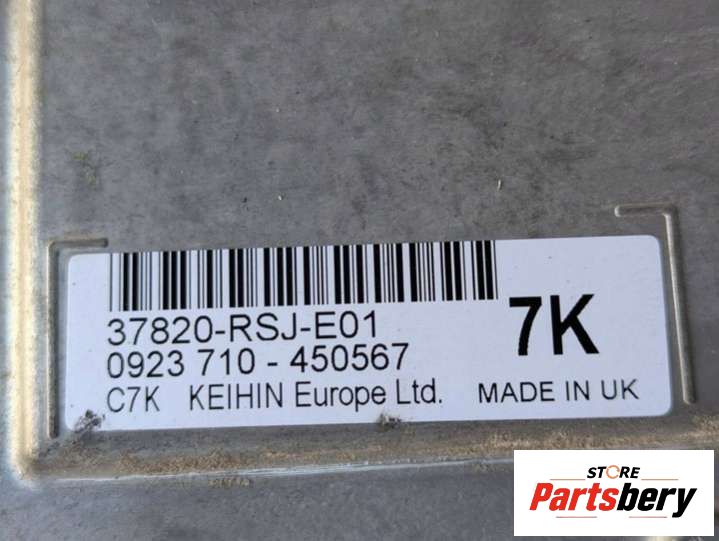 37820-RSJ-E01
0923 710 - 450567
7K
C7K KEIHIN Europe Ltd. MADE IN UK
STORE
Partsbery